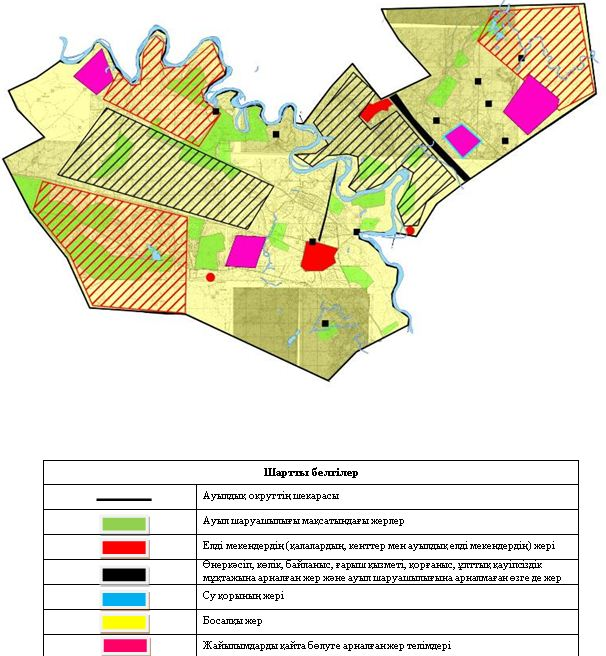 Шартты белгілер
Ауылдық округтің шекарасы
Ауыл шаруашылығы мақсатындағы жерлер
Елді мекендердің (қалалардың, кенттер мен ауылдық елді мекендердің) жері
Өнеркәсіп, көлік, байланыс, ғарыш қызметі, қорғаныс, ұлттық қауіпсіздік
мұқтажына арналған жер және ауыл шаруашылығына арналмаған өзге де жер
Су қорының жері
Босалқы жер
Жайылымдарды қайта бөлуге арналған жер телімдері